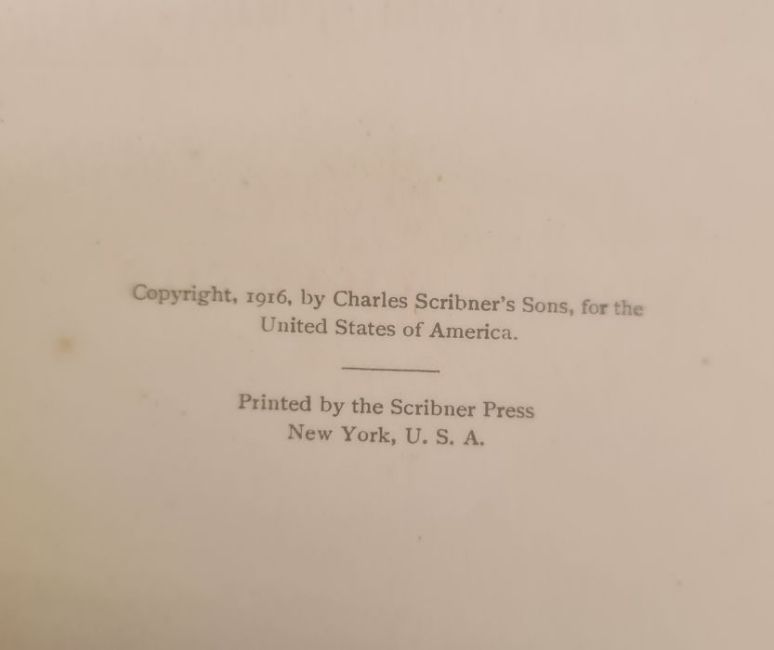 Copyright, 1916, by Charles Scribner's Sons, for the
United States of America.
Printed by the Scribner Press
New York, U. S. A.